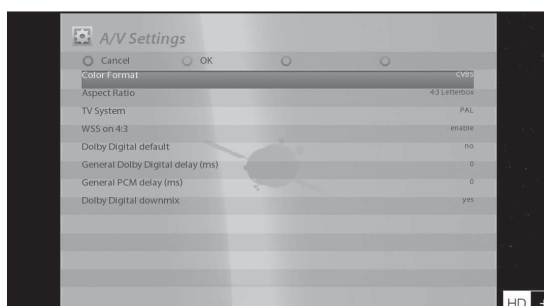 A/V Settings
Cancel OK
Color Format CVBS
Aspect Ratio 4:3 Letterbox
TV System PAL
WSS on 4:3 enable
Dolby Digital default no
General Dolby Digital delay (ms) 0
General PCM delay (ms) 0
Dolby Digital downmix yes
HD